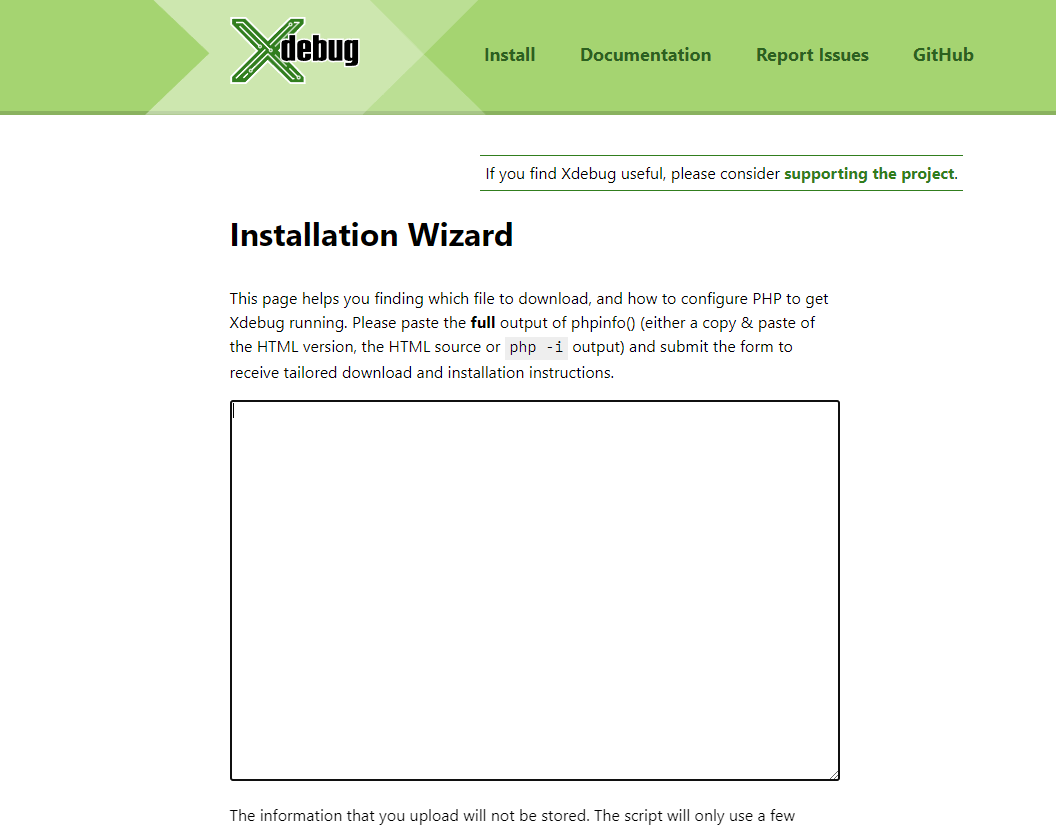 Xdebug
Install Documentation Report Issues GitHub
If you find Xdebug useful, please consider supporting the project.
Installation Wizard
This page helps you finding which file to download, and how to configure PHP to get
Xdebug running. Please paste the full output of phpinfo() (either a copy & paste of
the HTML version, the HTML source or php -i output) and submit the form to
receive tailored download and installation instructions.
The information that you upload will not be stored. The script will only use a few